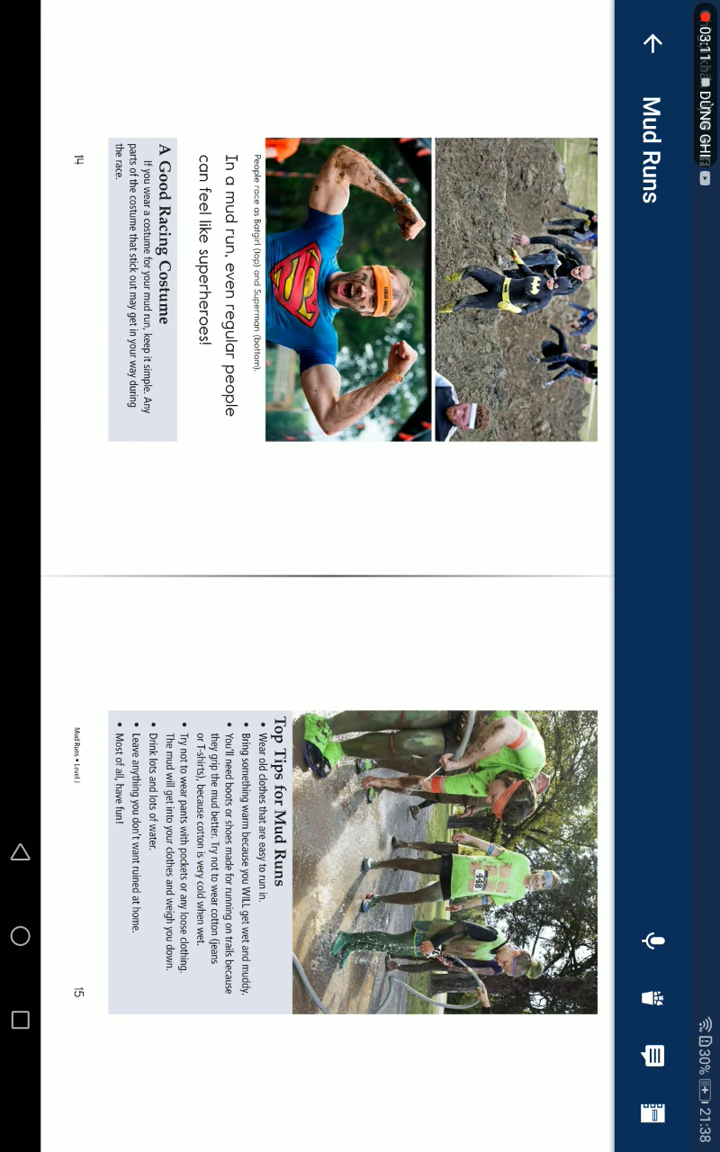 03:11
DỪNG GHI
30%
21:38
Mud Runs
People race as Batgirl (top) and Superman (bottom).
In a mud run, even regular people
can feel like superheroes!
A Good Racing Costume
If you wear a costume for your mud run, keep it simple. Any
parts of the costume that stick out may get in your way during
the race.
14
448
Top Tips for Mud Runs
• Wear old clothes that are easy to run in.
• Bring something warm because you WILL get wet and muddy.
• You'll need boots or shoes made for running on trails because
they grip the mud better. Try not to wear cotton (jeans
or T-shirts), because cotton is very cold when wet.
• Try not to wear pants with pockets or any loose clothing.
The mud will get into your clothes and weigh you down.
• Drink lots and lots of water.
• Leave anything you don't want ruined at home.
• Most of all, have fun!
Mud Runs • Level J
15